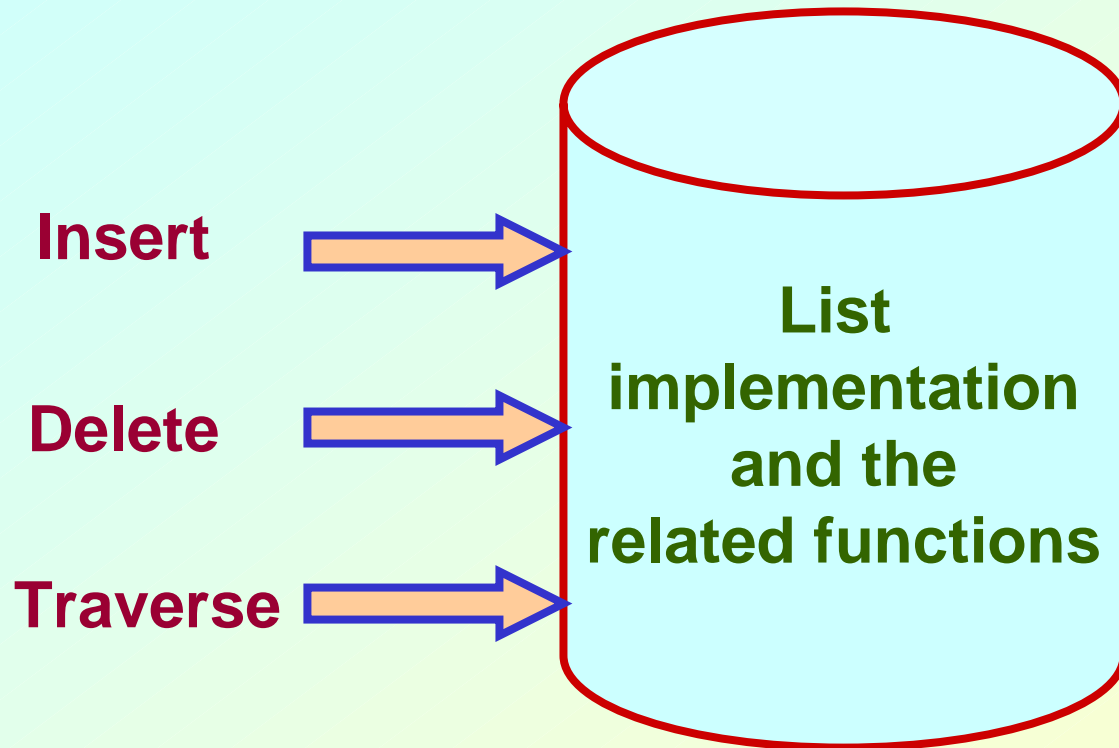 Insert
Delete
Traverse
List
implementation
and the
related functions